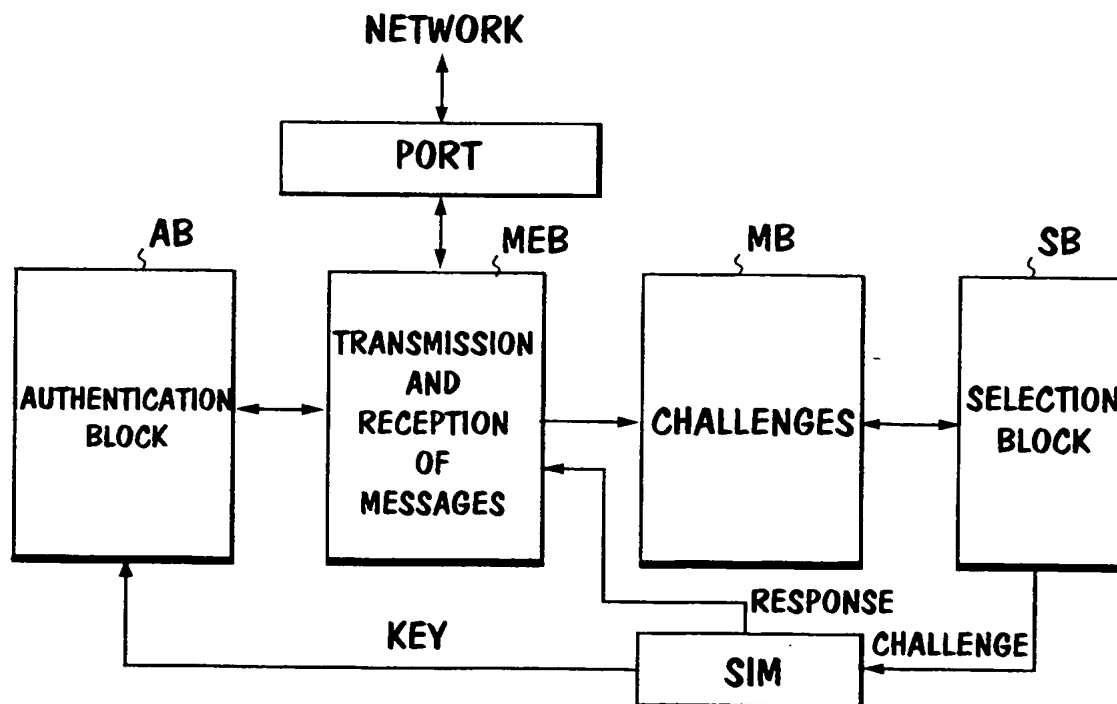 NETWORK
PORT
AB
MEB
MB
SB
AUTHENTICATION
BLOCK
TRANSMISSION
AND
RECEPTION
OF
MESSAGES
CHALLENGES
SELECTION
BLOCK
RESPONSE
KEY
CHALLENGE
SIM